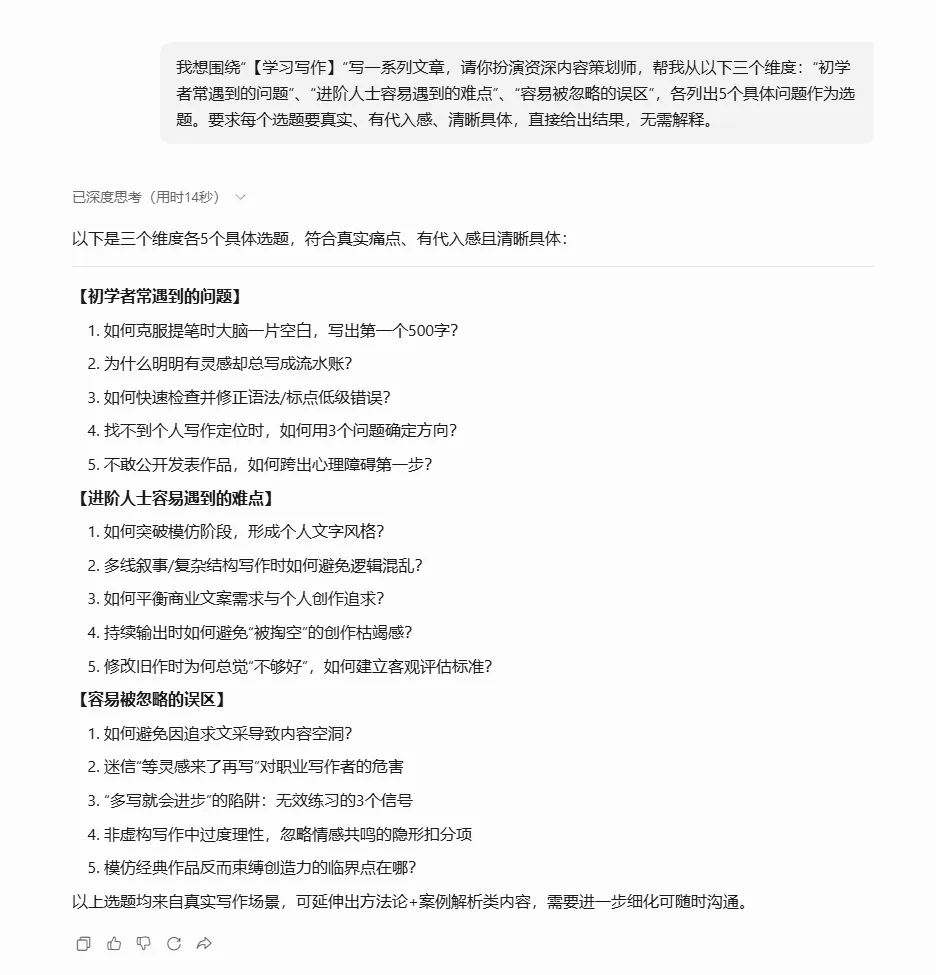 我想围绕“【学习写作】“写一系列文章，请你扮演资深内容策划师，帮我从以下三个维度：“初学
者常遇到的问题”、“进阶人士容易遇到的难点”、“容易被忽略的误区”，各列出5个具体问题作为选
题。要求每个选题要真实、有代入感、清晰具体，直接给出结果，无需解释。
已深度思考（用时14秒）
以下是三个维度各5个具体选题，符合真实痛点、有代入感且清晰具体：
【初学者常遇到的问题】
1. 如何克服提笔时大脑一片空白，写出第一个500字？
2. 为什么明明有灵感却总写成流水账？
3. 如何快速检查并修正语法/标点低级错误？
4. 找不到个人写作定位时，如何用3个问题确定方向？
5. 不敢公开发表作品，如何跨出心理障碍第一步？
【进阶人士容易遇到的难点】
1. 如何突破模仿阶段，形成个人文字风格？
2. 多线叙事/复杂结构写作时如何避免逻辑混乱？
3. 如何平衡商业文案需求与个人创作追求？
4. 持续输出时如何避免“被掏空”的创作枯竭感？
5. 修改旧作时为何总觉“不够好”，如何建立客观评估标准？
【容易被忽略的误区】
1. 如何避免因追求文采导致内容空洞？
2. 迷信“等灵感来了再写”对职业写作者的危害
3. “多写就会进步”的陷阱：无效练习的3个信号
4. 非虚构写作中过度理性，忽略情感共鸣的隐形扣分项
5. 模仿经典作品反而束缚创造力的临界点在哪？
以上选题均来自真实写作场景，可延伸出方法论+案例解析类内容，需要进一步细化可随时沟通。